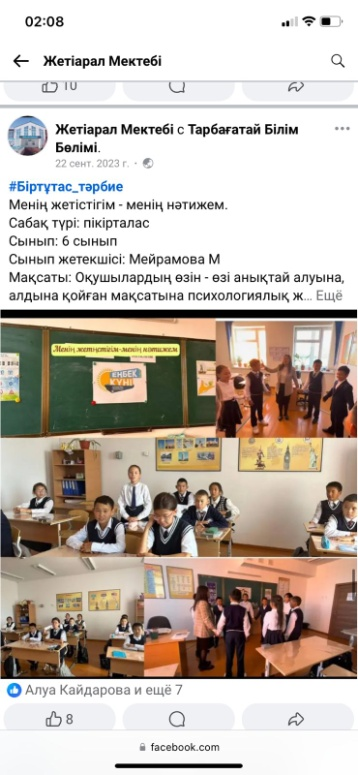 02:08
Жетіарал Мектебі
10
Жетіарал Мектебі с Тарбағатай Білім
Бөлімі.
22 сент. 2023 г. ·
#Біртұтас_тәрбие
Менің жетістігім - менің нәтижем.
Сабақ түрі: пікірталас
Сынып: 6 сынып
Сынып жетекшісі: Мейрамова М
Мақсаты: Оқушылардың өзін - өзі анықтай алуына,
алдына қойған мақсатына психологиялық ж... Ещё
Менің жетістігім-менің нәтижем
ЕҢБЕК
КҮНІ
Алуа Кайдарова и ещё 7
8
facebook.com